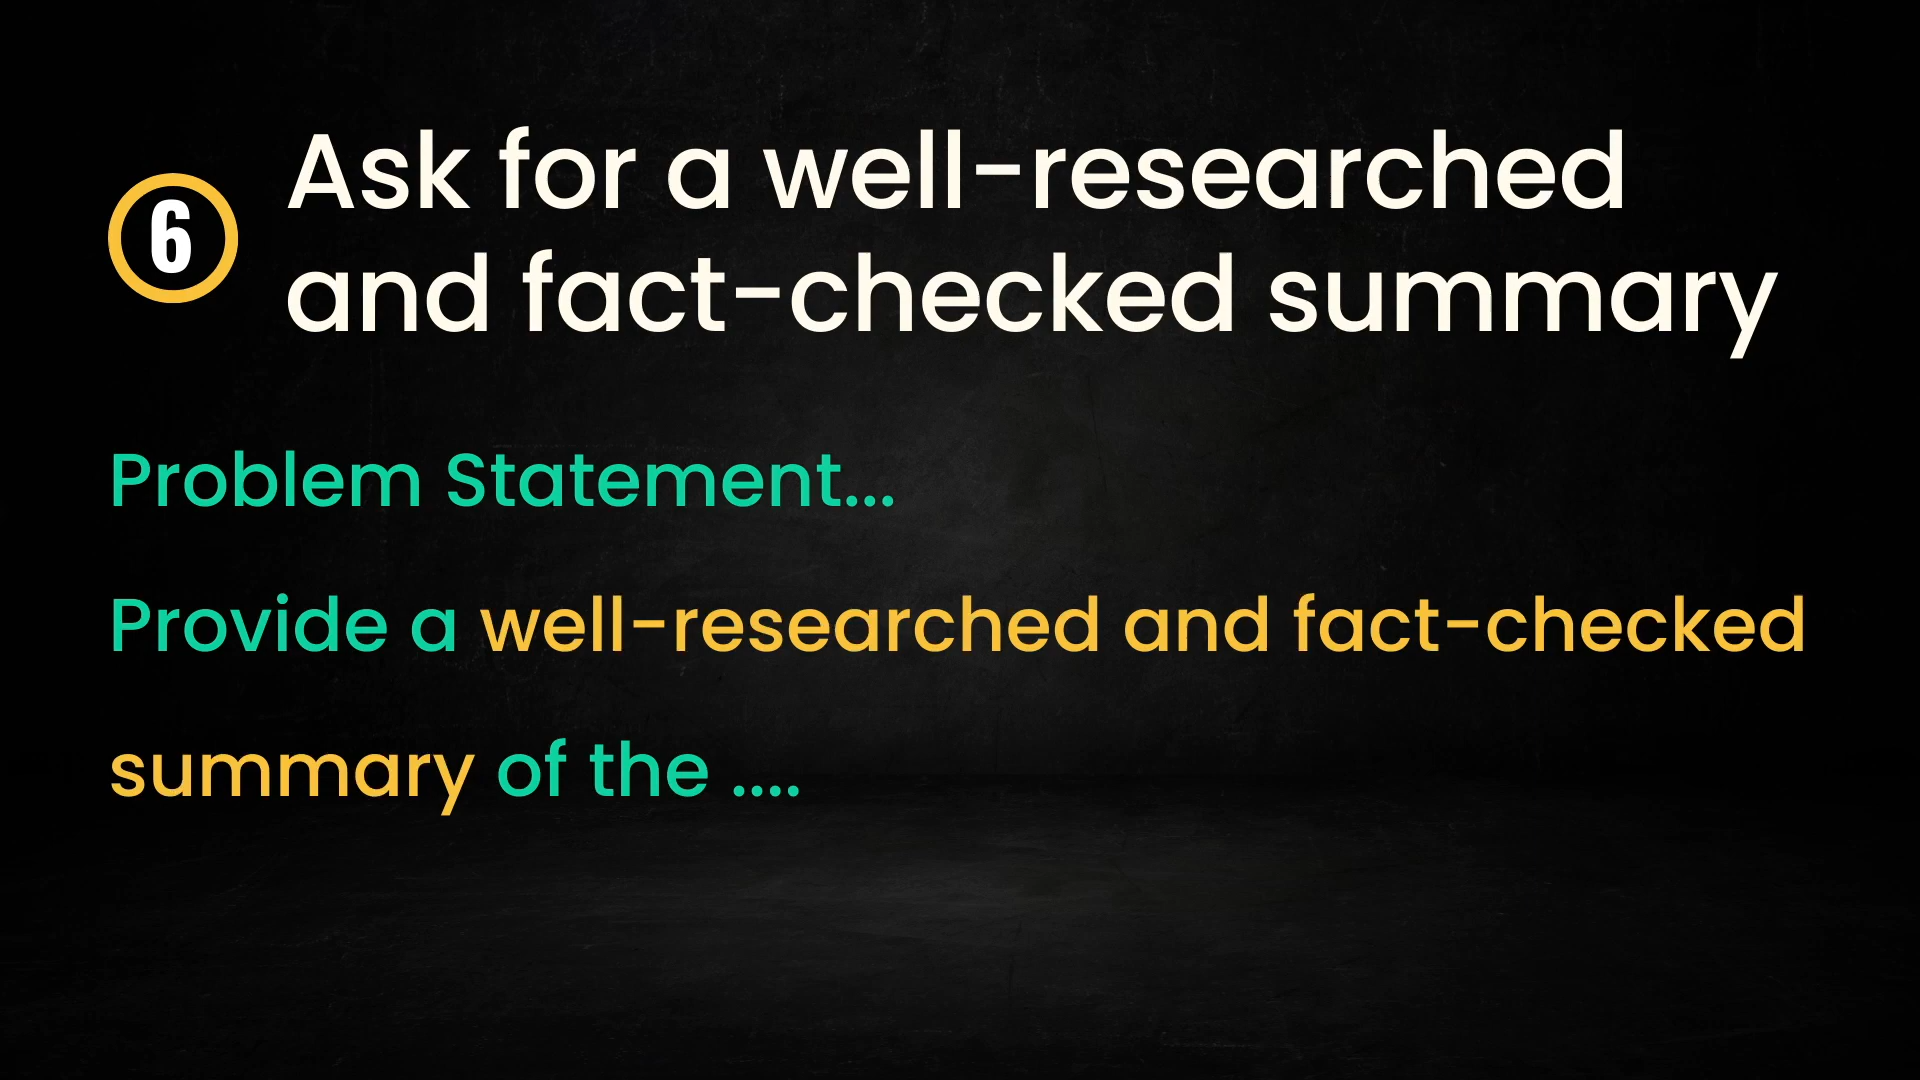 6
Ask for a well-researched
and fact-checked summary
Problem Statement...
Provide a well-researched and fact-checked
summary of the ....